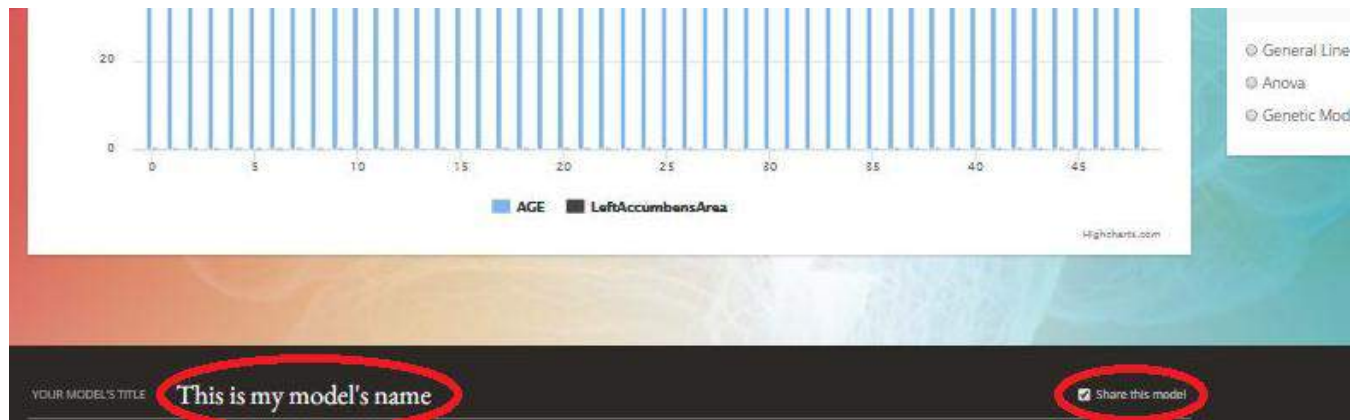 20
General Line
Anova
Genetic Mod
0
0 5 10 15 20 25 30 35 40 45
AGE LeftAccumbensArea
Highcharts.com
YOUR MODEL'S TITLE This is my model's name Share this model